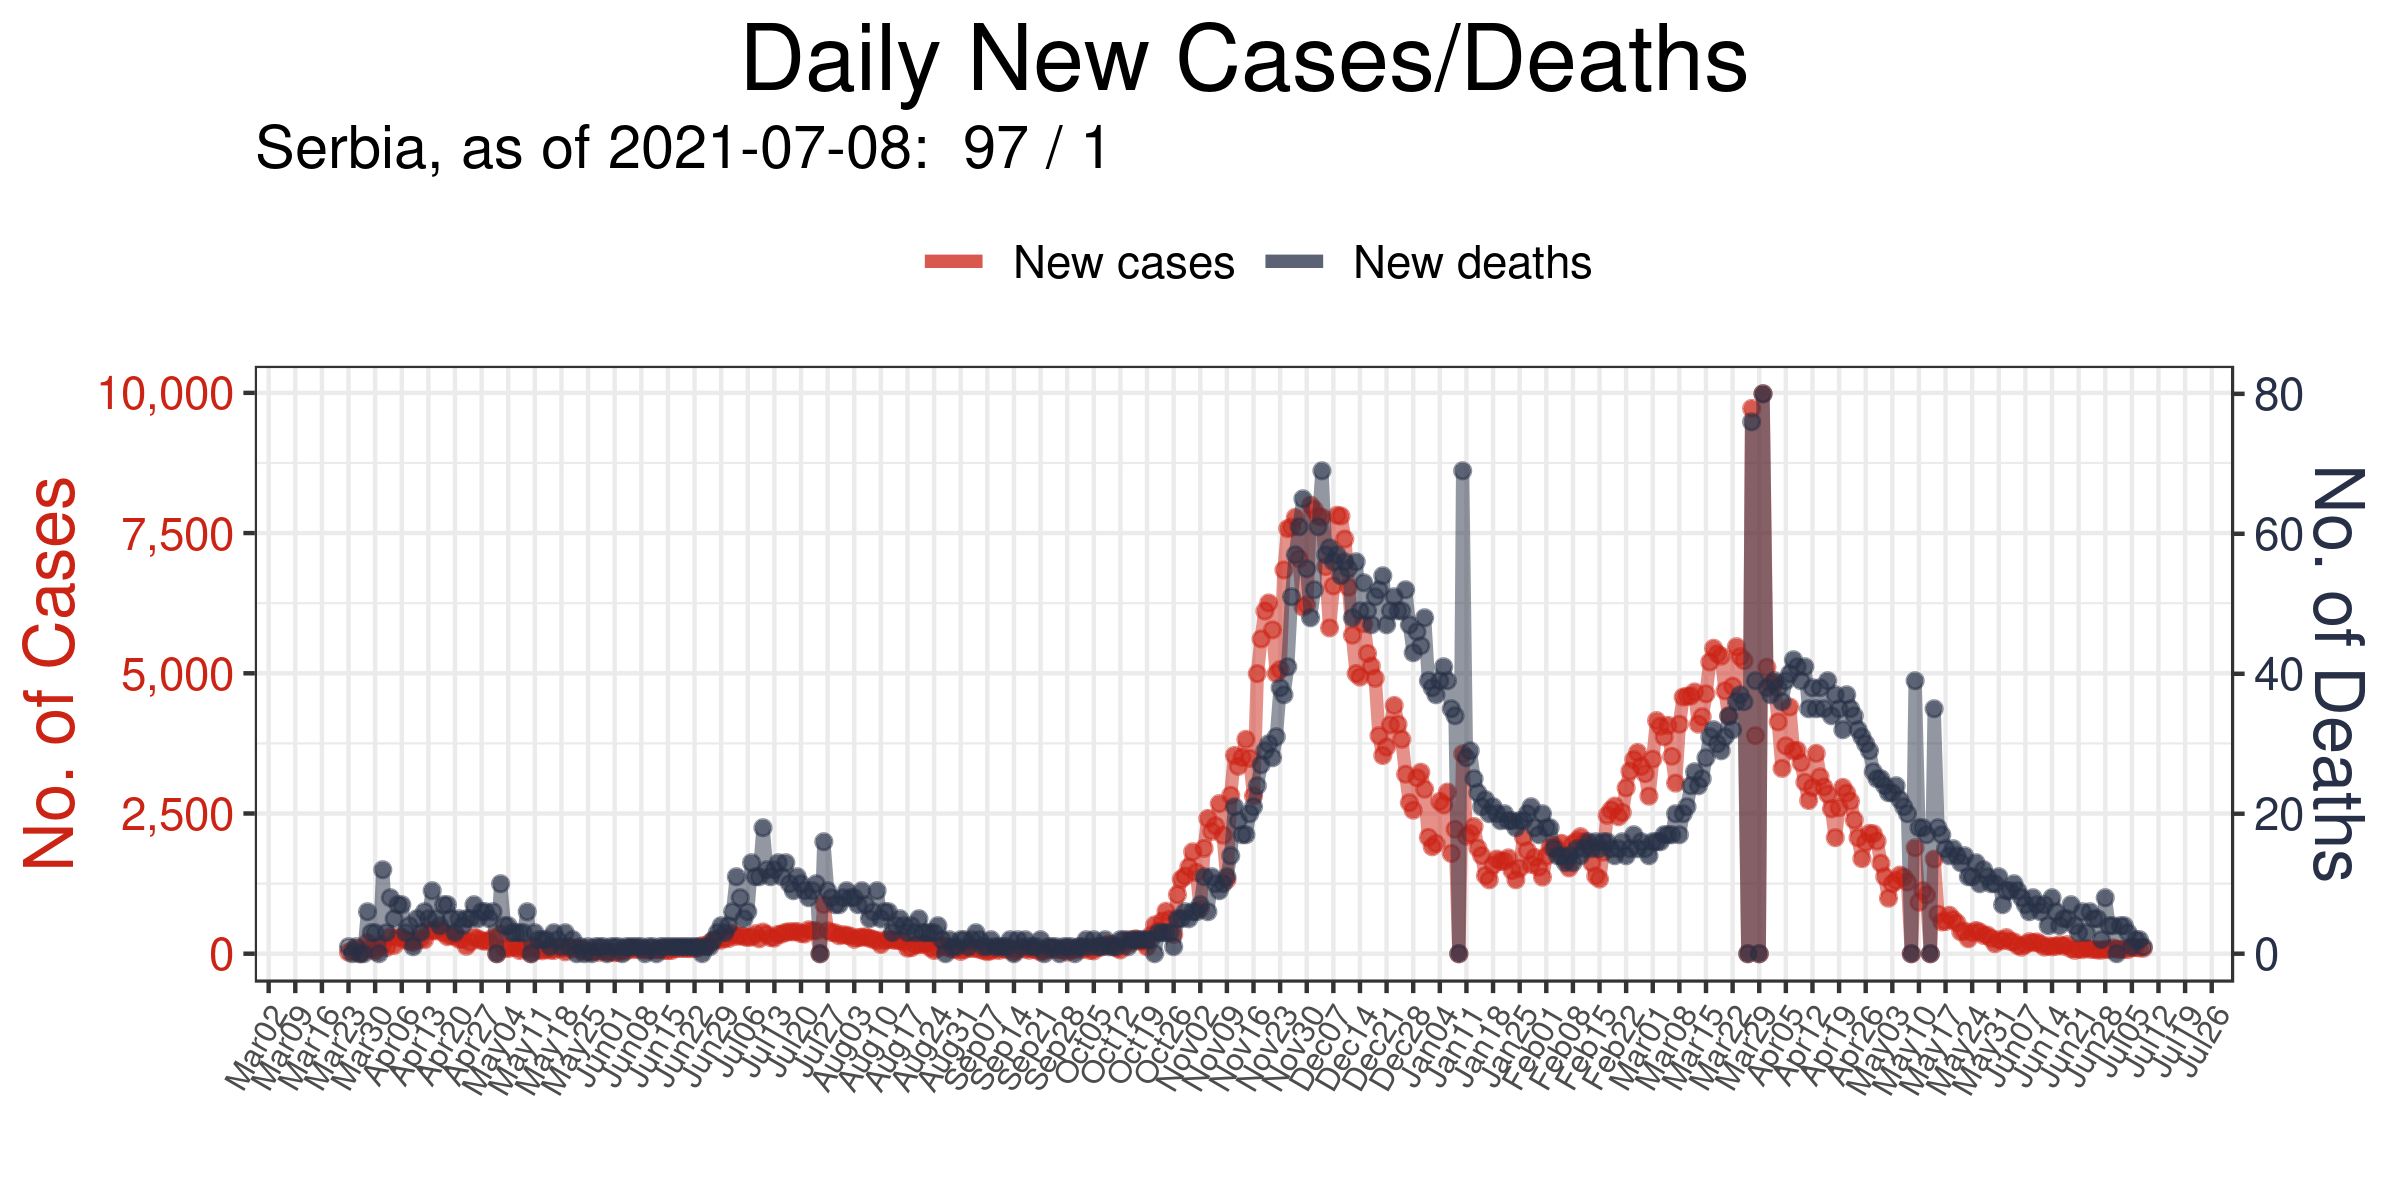 Daily New Cases/Deaths
Serbia, as of 2021-07-08:  97 / 1
New cases
New deaths
No. of Cases
10,000
7,500
5,000
2,500
0
80
60
40
20
0
No. of Deaths
Mar02
Mar09
Mar16
Mar23
Mar30
Apr06
Apr13
Apr20
Apr27
May04
May11
May18
May25
Jun01
Jun08
Jun15
Jun22
Jun29
Jul06
Jul13
Jul20
Jul27
Aug03
Aug10
Aug17
Aug24
Aug31
Sep07
Sep14
Sep21
Sep28
Oct05
Oct12
Oct19
Oct26
Nov02
Nov09
Nov16
Nov23
Nov30
Dec07
Dec14
Dec21
Dec28
Jan04
Jan11
Jan18
Jan25
Feb01
Feb08
Feb15
Feb22
Mar01
Mar08
Mar15
Mar22
Mar29
Apr05
Apr12
Apr19
Apr26
May03
May10
May17
May24
May31
Jun07
Jun14
Jun21
Jun28
Jul05
Jul12
Jul19
Jul26